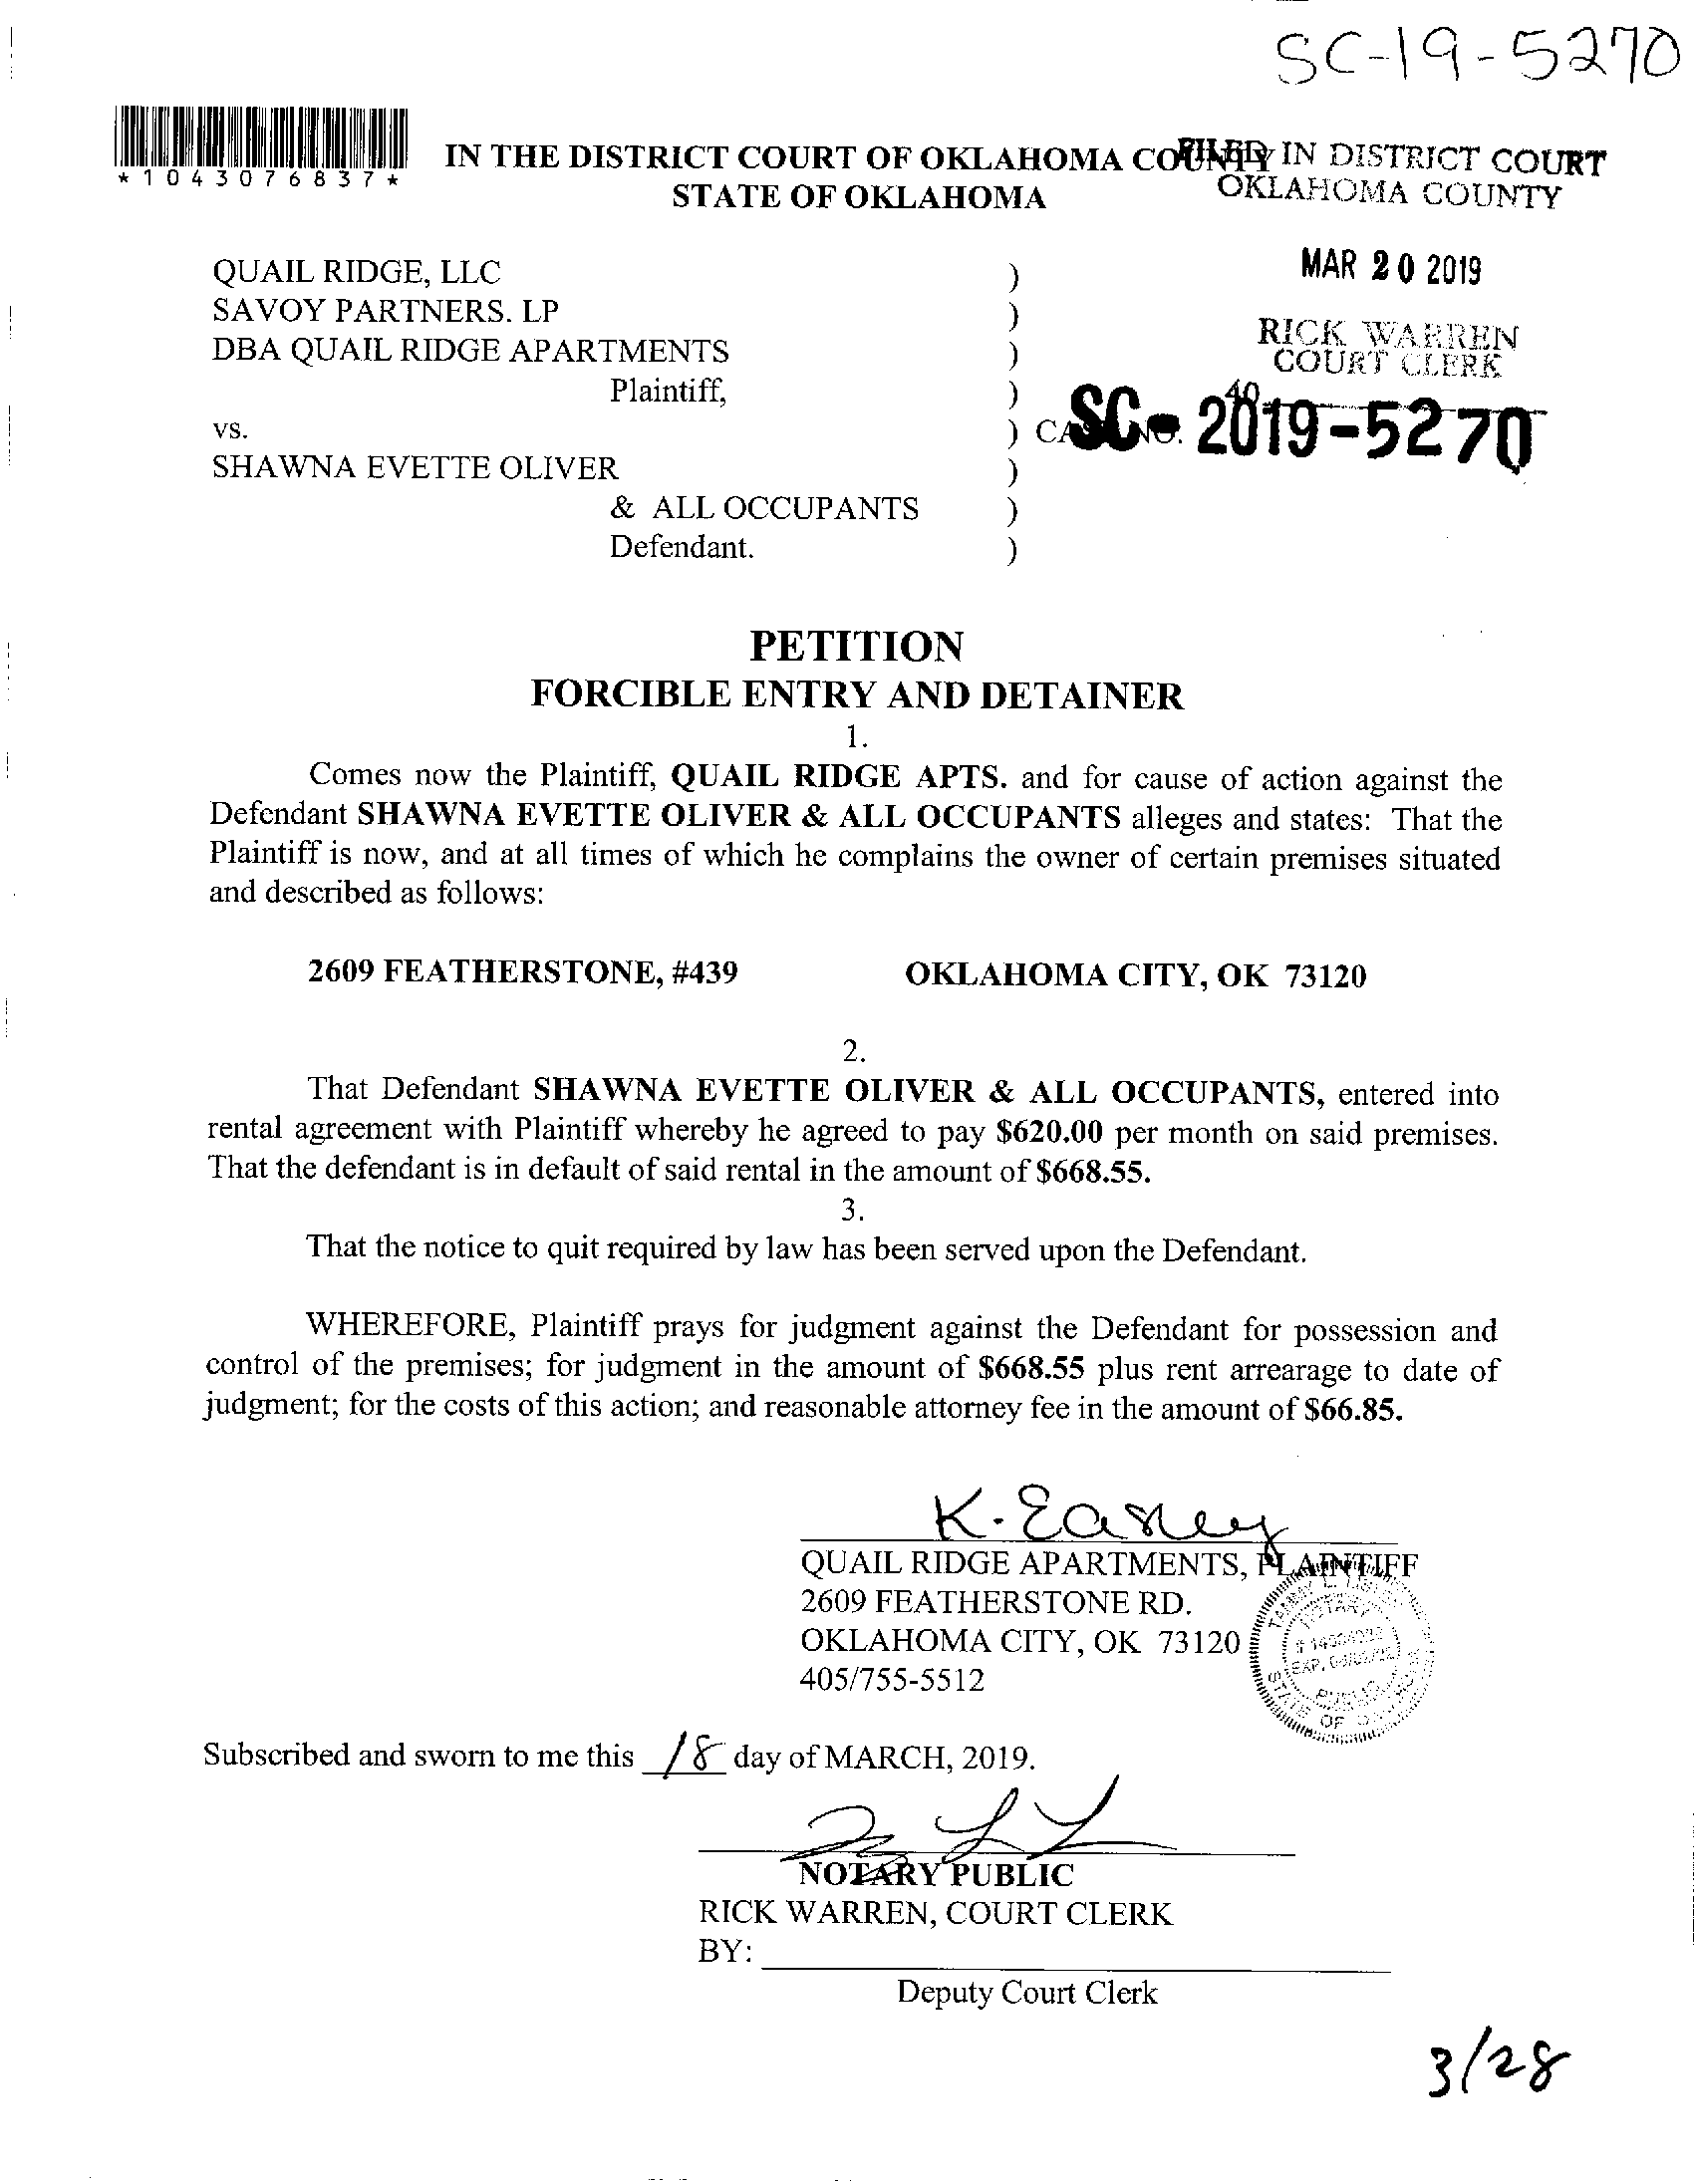 SC-19-5270
*1043076837*
IN THE DISTRICT COURT OF OKLAHOMA COUNTY
STATE OF OKLAHOMA
FILED IN DISTRICT COURT
OKLAHOMA COUNTY
MAR 20 2019
RICK WARREN
COURT CLERK
40
QUAIL RIDGE, LLC )
SAVOY PARTNERS. LP )
DBA QUAIL RIDGE APARTMENTS )
Plaintiff, )
vs. ) CASE NO. SC- 2019-5270
SHAWNA EVETTE OLIVER )
& ALL OCCUPANTS )
Defendant. )
PETITION
FORCIBLE ENTRY AND DETAINER
1.
Comes now the Plaintiff, QUAIL RIDGE APTS. and for cause of action against the
Defendant SHAWNA EVETTE OLIVER & ALL OCCUPANTS alleges and states: That the
Plaintiff is now, and at all times of which he complains the owner of certain premises situated
and described as follows:
2609 FEATHERSTONE, #439 OKLAHOMA CITY, OK 73120
2.
That Defendant SHAWNA EVETTE OLIVER & ALL OCCUPANTS, entered into
rental agreement with Plaintiff whereby he agreed to pay $620.00 per month on said premises.
That the defendant is in default of said rental in the amount of $668.55.
3.
That the notice to quit required by law has been served upon the Defendant.
WHEREFORE, Plaintiff prays for judgment against the Defendant for possession and
control of the premises; for judgment in the amount of $668.55 plus rent arrearage to date of
judgment; for the costs of this action; and reasonable attorney fee in the amount of $66.85.
K. Easley
QUAIL RIDGE APARTMENTS, PLAINTIFF
2609 FEATHERSTONE RD.
OKLAHOMA CITY, OK 73120
405/755-5512
NOTARY
EXP.
PUBLIC
STATE OF OKLAHOMA
Subscribed and sworn to me this 18 day of MARCH, 2019.
NOTARY PUBLIC
RICK WARREN, COURT CLERK
BY:
Deputy Court Clerk
3/28